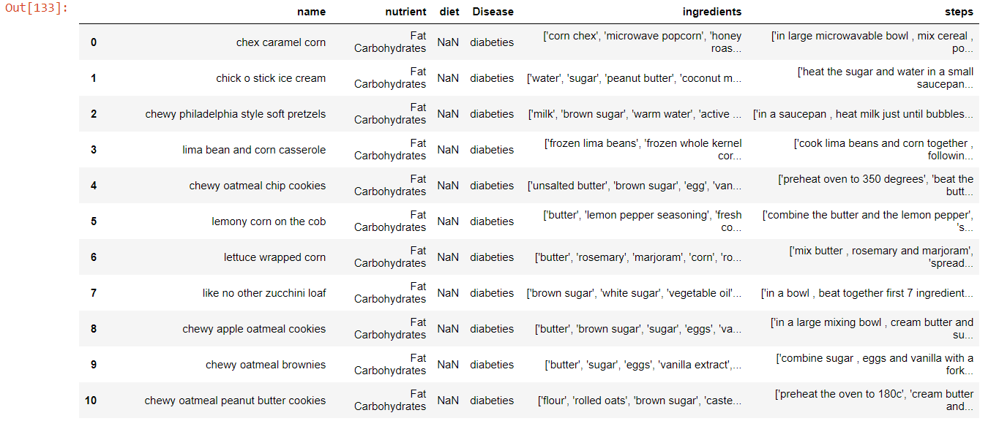 Out[133]:
name nutrient diet Disease ingredients steps
0 chex caramel corn Fat Carbohydrates NaN diabeties ['corn chex', 'microwave popcorn', 'honey roas... ['in large microwavable bowl , mix cereal , po...
1 chick o stick ice cream Fat Carbohydrates NaN diabeties ['water', 'sugar', 'peanut butter', 'coconut m... ['heat the sugar and water in a small saucepan...
2 chewy philadelphia style soft pretzels Fat Carbohydrates NaN diabeties ['milk', 'brown sugar', 'warm water', 'active ... ['in a saucepan , heat milk just until bubbles...
3 lima bean and corn casserole Fat Carbohydrates NaN diabeties ['frozen lima beans', 'frozen whole kernel cor... ['cook lima beans and corn together , followin...
4 chewy oatmeal chip cookies Fat Carbohydrates NaN diabeties ['unsalted butter', 'brown sugar', 'egg', 'van... ['preheat oven to 350 degrees', 'beat the butt...
5 lemony corn on the cob Fat Carbohydrates NaN diabeties ['butter', 'lemon pepper seasoning', 'fresh co... ['combine the butter and the lemon pepper', 's...
6 lettuce wrapped corn Fat Carbohydrates NaN diabeties ['butter', 'rosemary', 'marjoram', 'corn', 'ro... ['mix butter , rosemary and marjoram', 'spread...
7 like no other zucchini loaf Fat Carbohydrates NaN diabeties ['brown sugar', 'white sugar', 'vegetable oil'... ['in a bowl , beat together first 7 ingredient...
8 chewy apple oatmeal cookies Fat Carbohydrates NaN diabeties ['butter', 'brown sugar', 'sugar', 'eggs', 'va... ['in a large mixing bowl , cream butter and su...
9 chewy oatmeal brownies Fat Carbohydrates NaN diabeties ['butter', 'sugar', 'eggs', 'vanilla extract',... ['combine sugar , eggs and vanilla with a fork...
10 chewy oatmeal peanut butter cookies Fat Carbohydrates NaN diabeties ['flour', 'rolled oats', 'brown sugar', 'caste... ['preheat the oven to 180c', 'cream butter and...